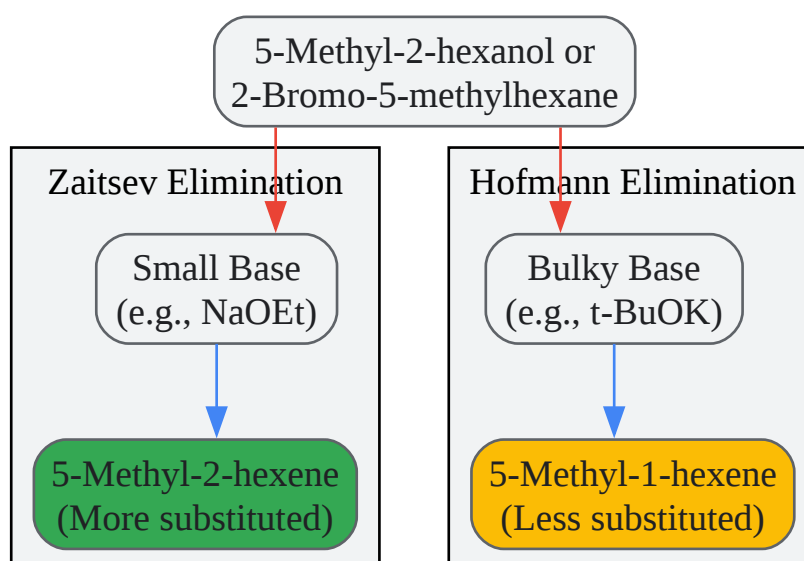 5-Methyl-2-hexanol or
2-Bromo-5-methylhexane
Zaitsev Elimination
Small Base
(e.g., NaOEt)
5-Methyl-2-hexene
(More substituted)
Hofmann Elimination
Bulky Base
(e.g., t-BuOK)
5-Methyl-1-hexene
(Less substituted)